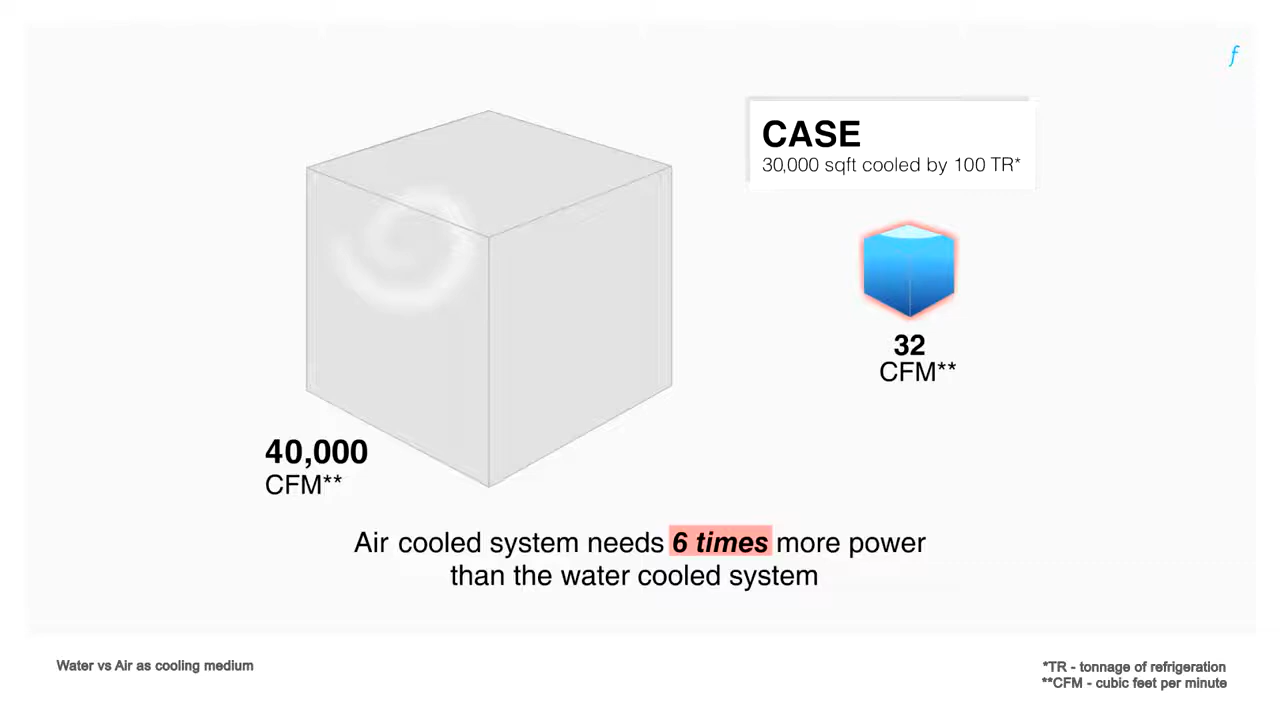 f
CASE
30,000 sqft cooled by 100 TR*
32
CFM**
40,000
CFM**
Air cooled system needs 6 times more power
than the water cooled system
Water vs Air as cooling medium
*TR - tonnage of refrigeration
**CFM - cubic feet per minute